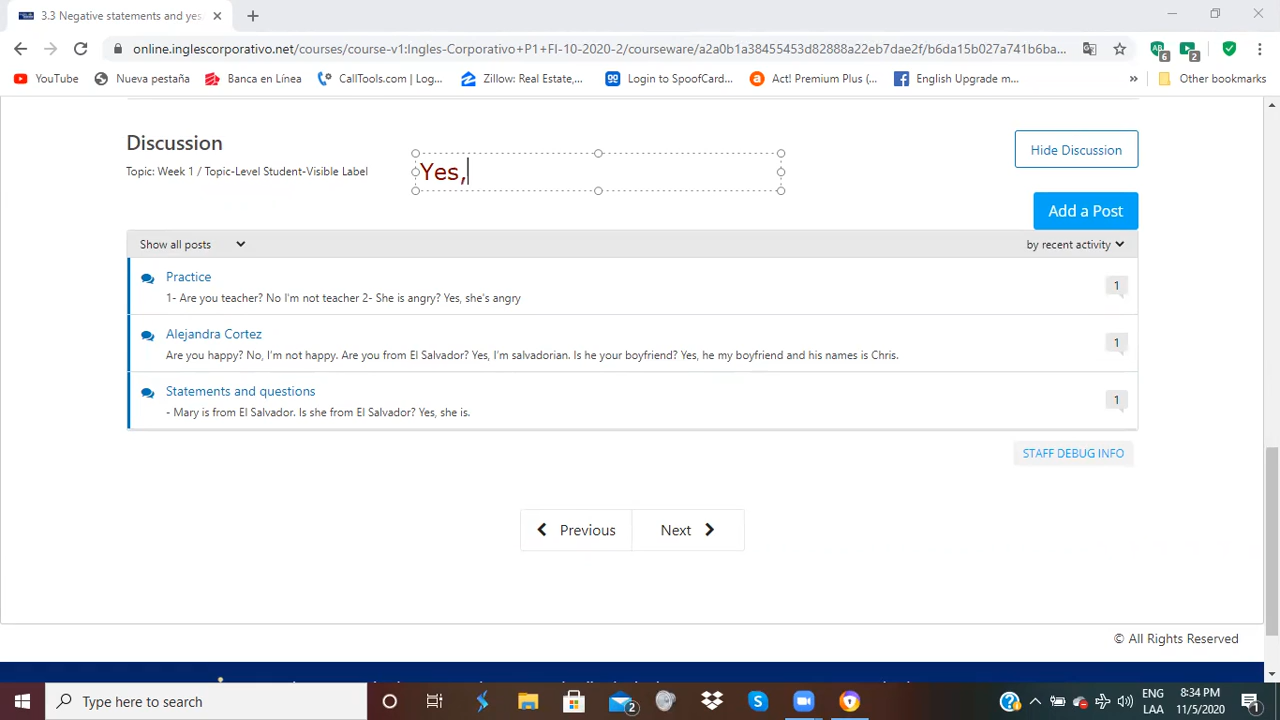 3.3 Negative statements and yes
online.inglescorporativo.net/courses/course-v1:Ingles-Corporativo+P1+FI-10-2020-2/courseware/a2a0b1a38455453d82888a22eb7dae2f/b6da15b027a741b6ba...
6
2
YouTube
Nueva pestaña
Banca en Línea
CallTools.com | Log...
Zillow: Real Estate,...
Login to SpoofCard...
Act! Premium Plus (...
English Upgrade m...
»
Other bookmarks
Discussion
Hide Discussion
Topic: Week 1 / Topic-Level Student-Visible Label
Yes,
Add a Post
Show all posts
by recent activity
Practice
1- Are you teacher? No I'm not teacher 2- She is angry? Yes, she's angry
1
Alejandra Cortez
Are you happy? No, I'm not happy. Are you from El Salvador? Yes, I'm salvadorian. Is he your boyfriend? Yes, he my boyfriend and his names is Chris.
1
Statements and questions
- Mary is from El Salvador. Is she from El Salvador? Yes, she is.
1
STAFF DEBUG INFO
Previous
Next
© All Rights Reserved
Type here to search
2
ENG
LAA
8:34 PM
11/5/2020
1